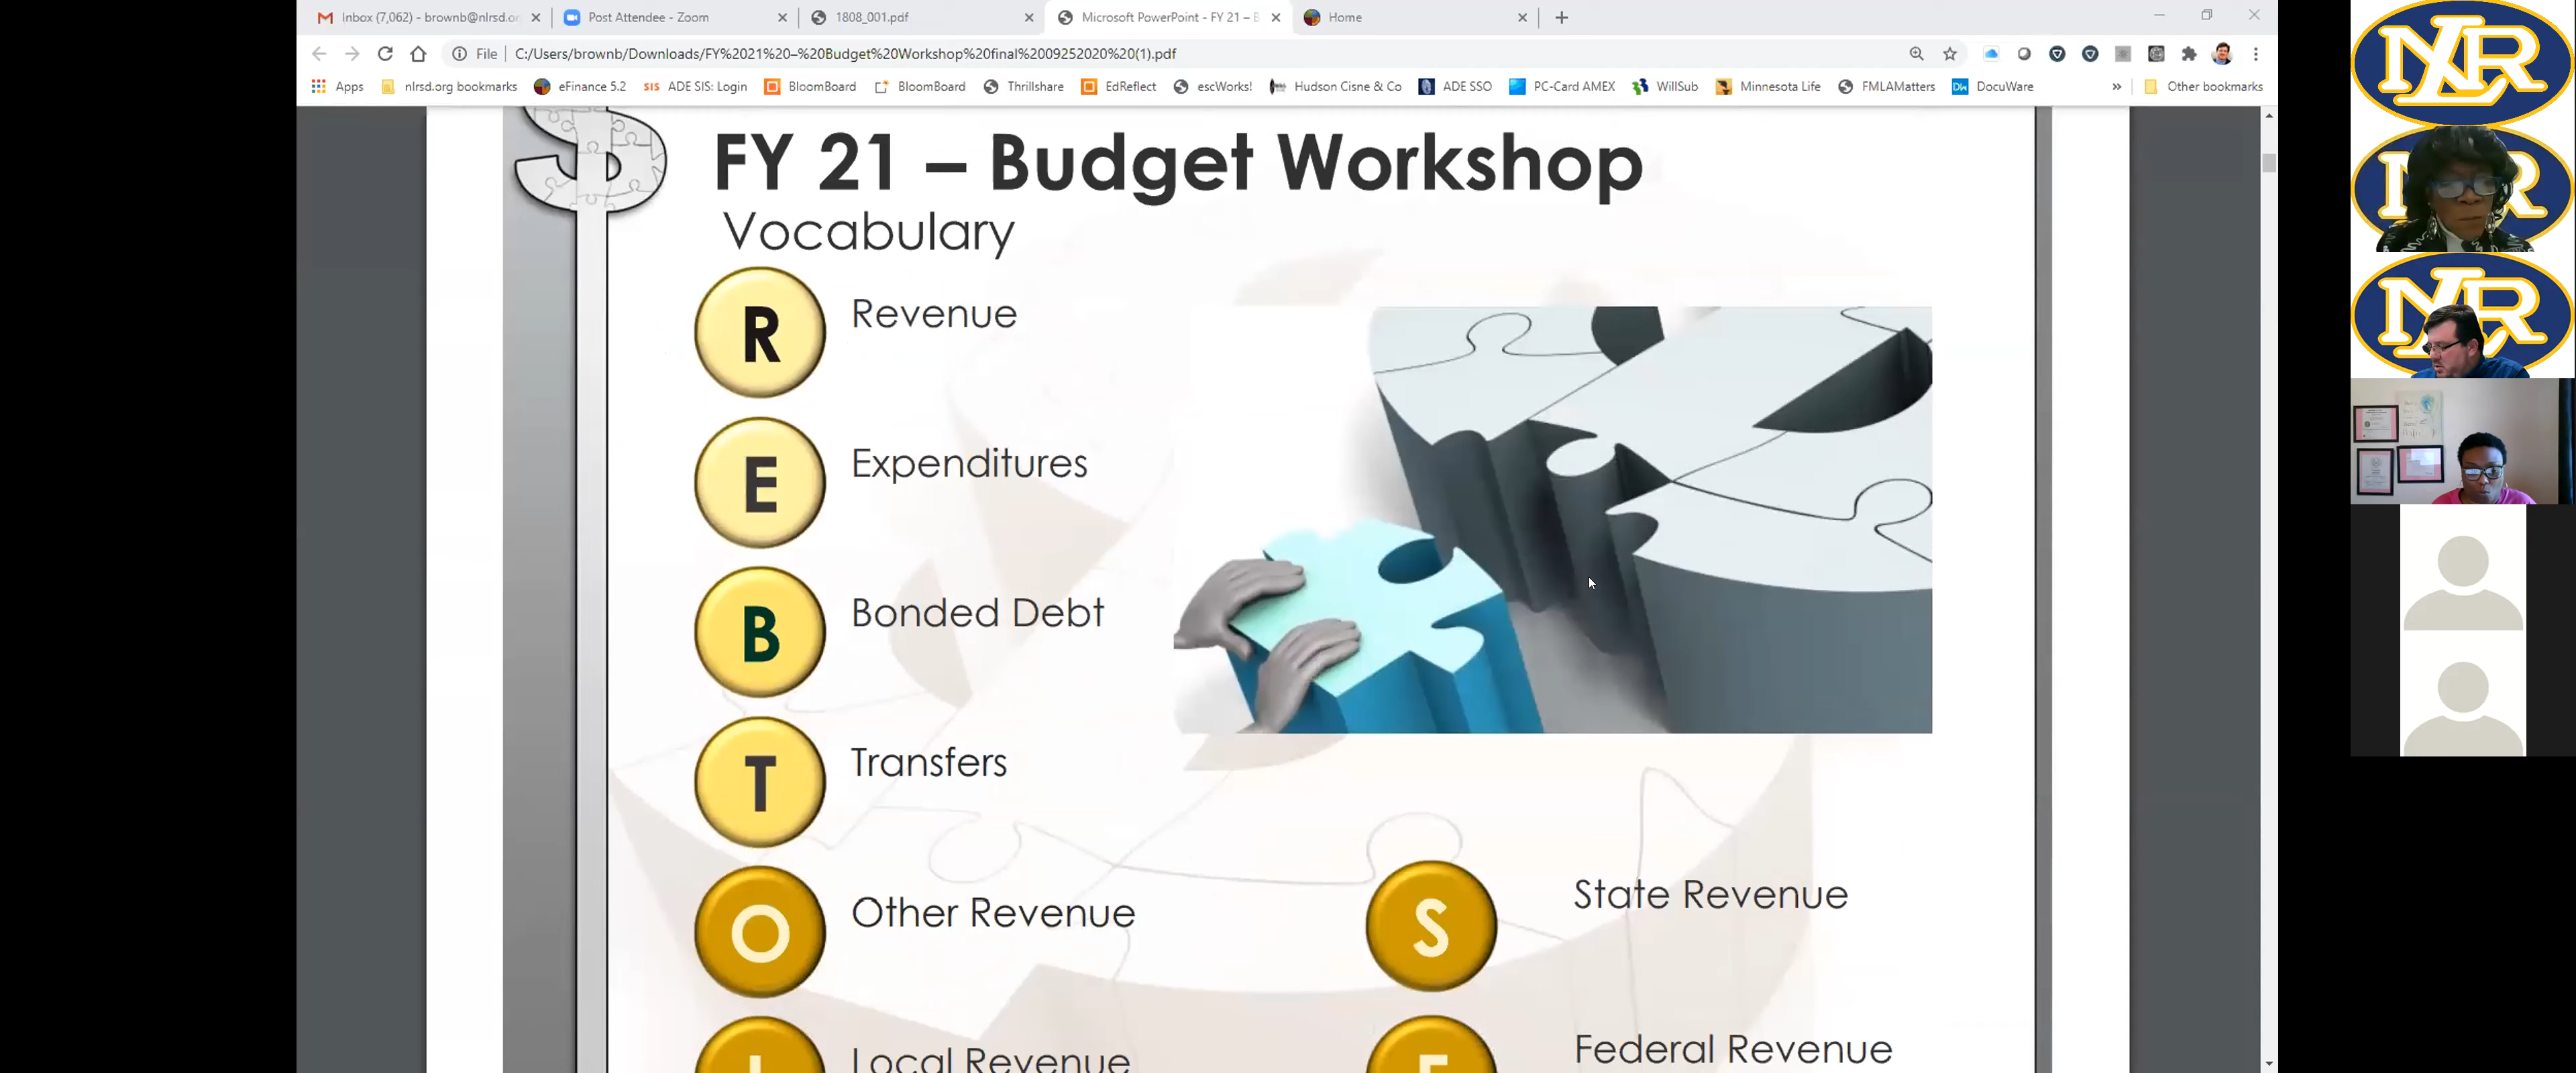 Inbox (7,062) - brownb@nlrsd.or
Post Attendee - Zoom
1808_001.pdf
Microsoft PowerPoint - FY 21 – B
Home
File
C:/Users/brownb/Downloads/FY%2021%20–%20Budget%20Workshop%20final%2009252020%20(1).pdf
Apps
nlrsd.org bookmarks
eFinance 5.2
SIS ADE SIS: Login
BloomBoard
BloomBoard
Thrillshare
EdReflect
escWorks!
Hudson Cisne & Co
ADE SSO
PC-Card AMEX
WillSub
Minnesota Life
FMLAMatters
DW DocuWare
»
Other bookmarks
FY 21 – Budget Workshop
Vocabulary
R Revenue
E Expenditures
B Bonded Debt
T Transfers
O Other Revenue
S State Revenue
L Local Revenue
F Federal Revenue
NLR
NLR
NLR